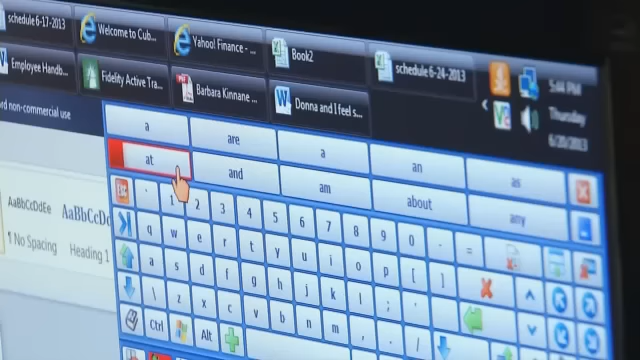 schedule 6-17-2013
Welcome to Cub...
Yahoo! Finance - ...
Book2
schedule 6-24-2013
5:44 PM
Employee Handb...
Fidelity Active Tra...
Barbara Kinnane ...
Donna and I feel s...
Thursday
6/20/2013
ed non-commercial use
a are a an as
at and am about any
AaBbCcDdEe AaBbCcD
¶ No Spacing Heading 1
Esc ` 1 2 3 4 5 6 7 8 9 0 - =
q w e r t y u i o p [ ]
a s d f g h j k l ; '
\ z x c v b n m , . /
Ctrl Alt